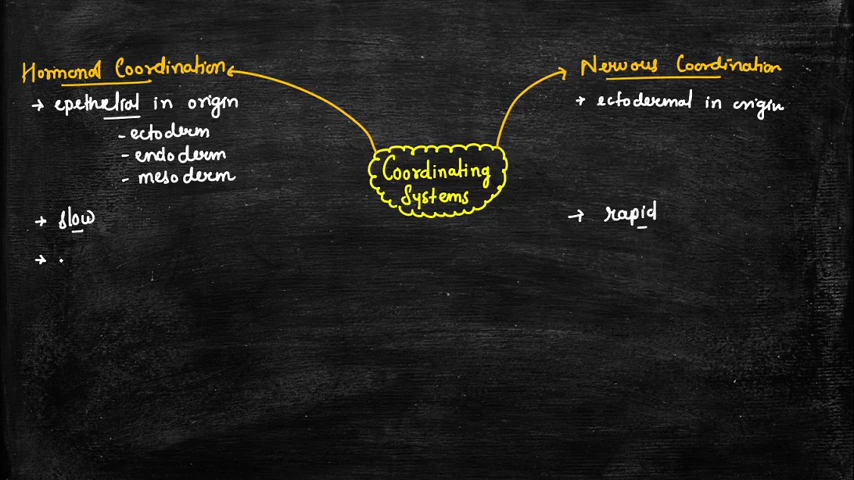 Hormonal Coordination
→ epethelial in origin
- ectoderm
- endoderm
- mesoderm
→ slow
→ .
Coordinating
Systems
Nervous Coordination
→ ectodermal in origin
→ rapid